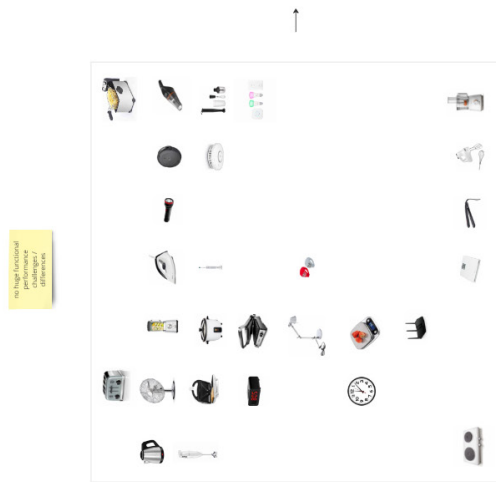 no huge functional
performance
challenges /
differences